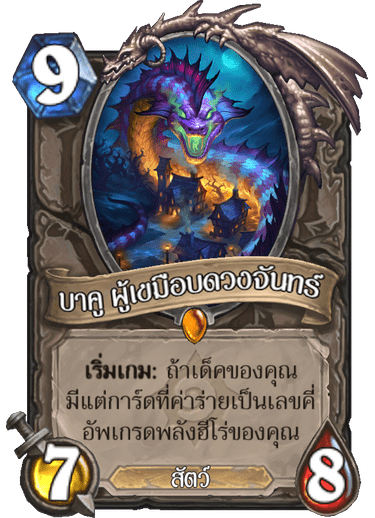 9
บาคู ผู้เขมือบดวงจันทร์
เริ่มเกม: ถ้าเด็คของคุณ
มีแต่การ์ดที่ค่าร่ายเป็นเลขคี่
อัพเกรดพลังฮีโร่ของคุณ
7
สัตว์
8